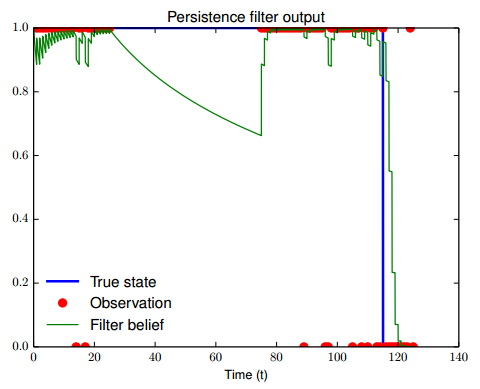 Persistence filter output
1.0
0.8
0.6
0.4
0.2
0.0
True state
Observation
Filter belief
0 20 40 60 80 100 120 140
Time (t)